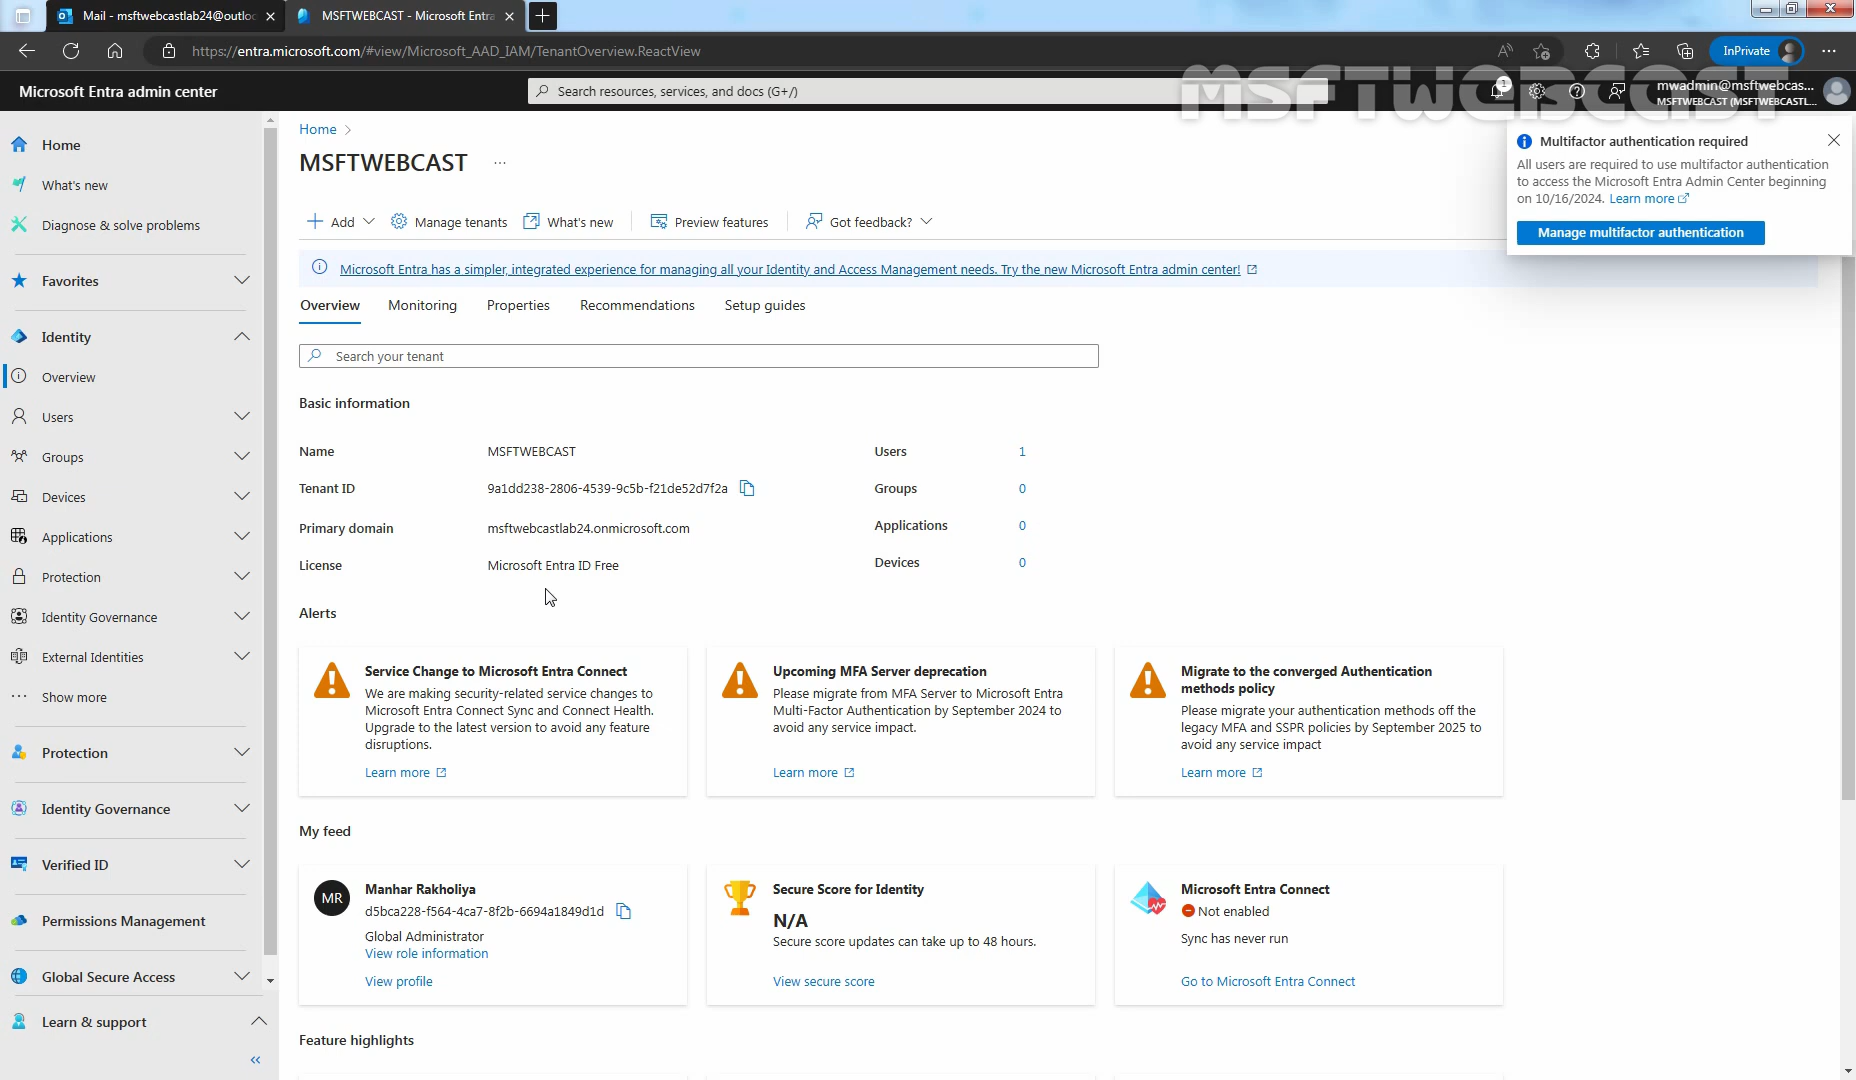 Mail - msftwebcastlab24@outloc
MSFTWEBCAST - Microsoft Entra
https://entra.microsoft.com/#view/Microsoft_AAD_IAM/TenantOverview.ReactView
InPrivate
Microsoft Entra admin center
Search resources, services, and docs (G+/)
1
mwadmin@msftwebcas...
MSFTWEBCAST (MSFTWEBCASTL...
MSFTWEBCAST
Home
What's new
Diagnose & solve problems
Favorites
Identity
Overview
Users
Groups
Devices
Applications
Protection
Identity Governance
External Identities
Show more
Protection
Identity Governance
Verified ID
Permissions Management
Global Secure Access
Learn & support
Home
MSFTWEBCAST
Add
Manage tenants
What's new
Preview features
Got feedback?
Multifactor authentication required
All users are required to use multifactor authentication
to access the Microsoft Entra Admin Center beginning
on 10/16/2024. Learn more
Manage multifactor authentication
Microsoft Entra has a simpler, integrated experience for managing all your Identity and Access Management needs. Try the new Microsoft Entra admin center!
Overview Monitoring Properties Recommendations Setup guides
Search your tenant
Basic information
Name MSFTWEBCAST Users 1
Tenant ID 9a1dd238-2806-4539-9c5b-f21de52d7f2a Groups 0
Primary domain msftwebcastlab24.onmicrosoft.com Applications 0
License Microsoft Entra ID Free Devices 0
Alerts
Service Change to Microsoft Entra Connect
We are making security-related service changes to
Microsoft Entra Connect Sync and Connect Health.
Upgrade to the latest version to avoid any feature
disruptions.
Learn more
Upcoming MFA Server deprecation
Please migrate from MFA Server to Microsoft Entra
Multi-Factor Authentication by September 2024 to
avoid any service impact.
Learn more
Migrate to the converged Authentication
methods policy
Please migrate your authentication methods off the
legacy MFA and SSPR policies by September 2025 to
avoid any service impact
Learn more
My feed
MR
Manhar Rakholiya
d5bca228-f564-4ca7-8f2b-6694a1849d1d
Global Administrator
View role information
View profile
Secure Score for Identity
N/A
Secure score updates can take up to 48 hours.
View secure score
Microsoft Entra Connect
Not enabled
Sync has never run
Go to Microsoft Entra Connect
Feature highlights